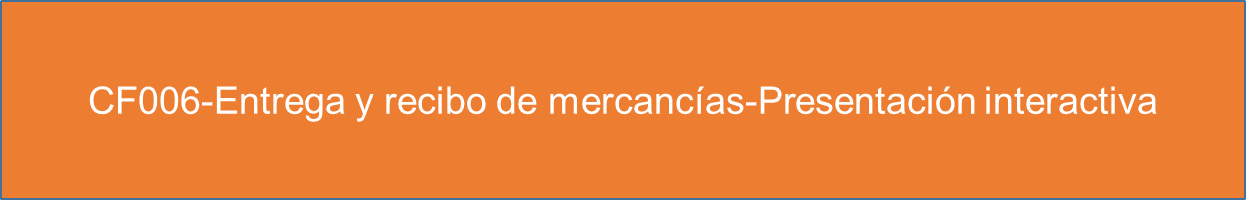 CF006-Entrega y recibo de mercancías-Presentación interactiva